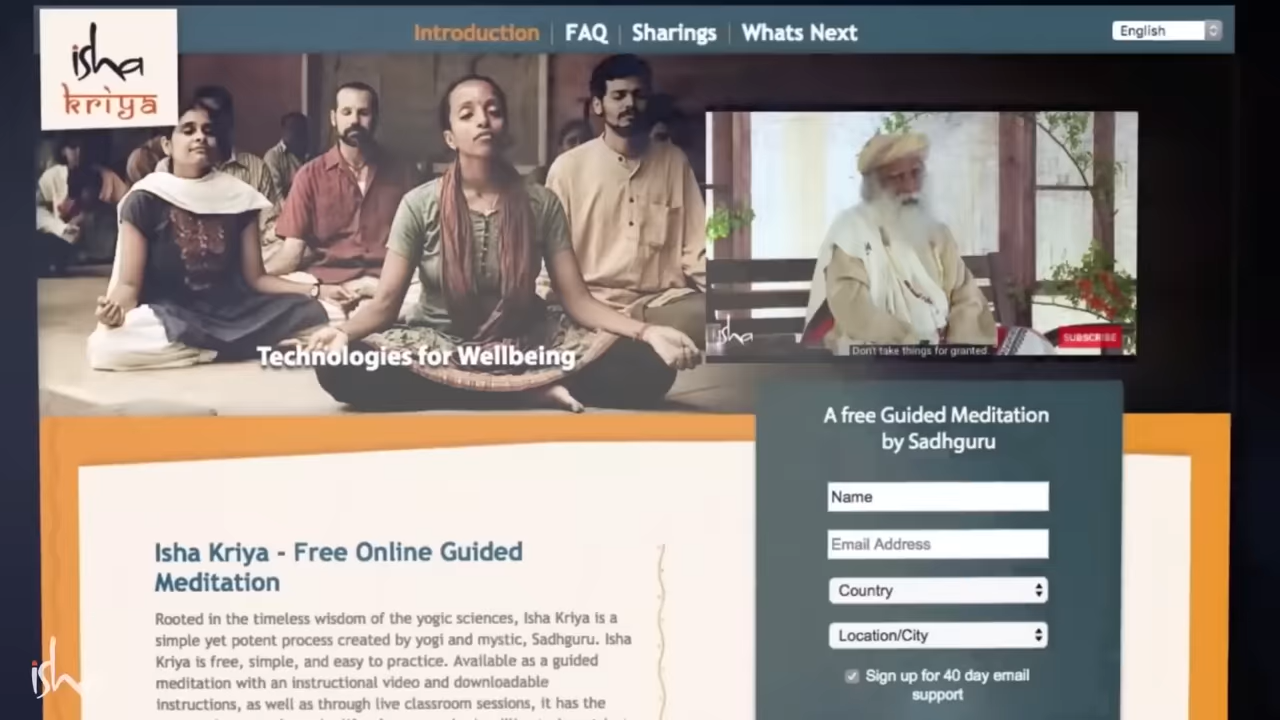 isha
kriya
Introduction
FAQ
Sharings
Whats Next
English
Technologies for Wellbeing
isha
SUBSCRIBE
Don't take things for granted.
A free Guided Meditation
by Sadhguru
Name
Email Address
Country
Location/City
Sign up for 40 day email
support
Isha Kriya - Free Online Guided
Meditation
Rooted in the timeless wisdom of the yogic sciences, Isha Kriya is a
simple yet potent process created by yogi and mystic, Sadhguru. Isha
Kriya is free, simple, and easy to practice. Available as a guided
meditation with an instructional video and downloadable
instructions, as well as through live classroom sessions, it has the
isha